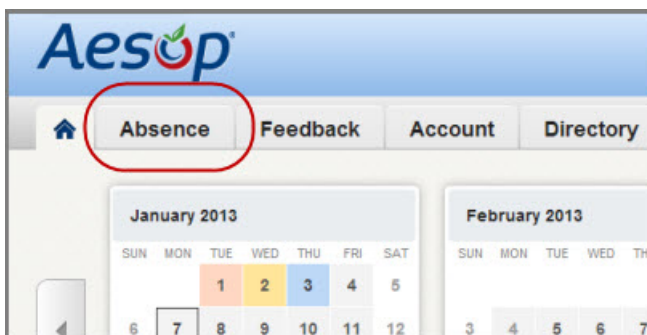 Aesop
Absence Feedback Account Directory
January 2013 February 2013
SUN MON TUE WED THU FRI SAT SUN MON TUE WED TH
1 2 3 4 5
6 7 8 9 10 11 12 3 4 5 6 7